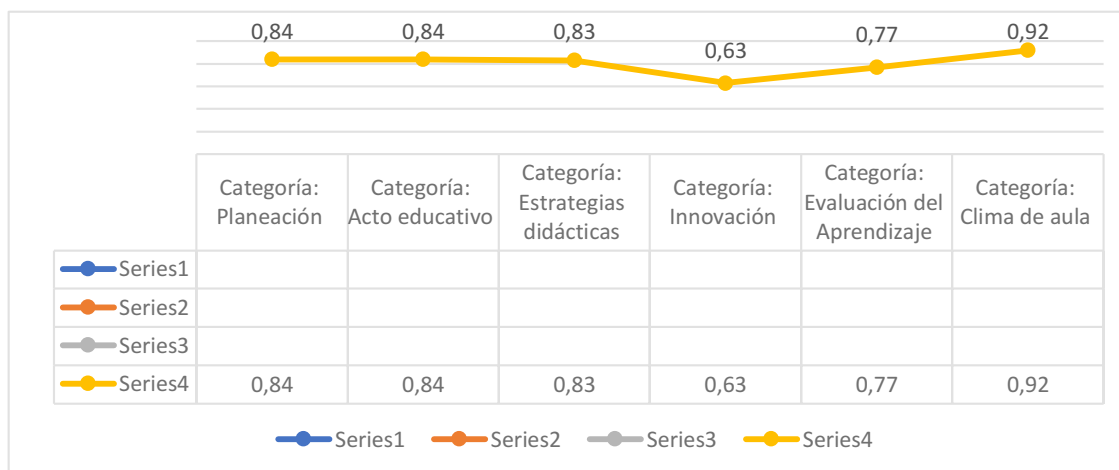 0,84 0,84 0,83 0,63 0,77 0,92
Categoría: Planeación
Categoría: Acto educativo
Categoría: Estrategias didácticas
Categoría: Innovación
Categoría: Evaluación del Aprendizaje
Categoría: Clima de aula
Series1
Series2
Series3
Series4 0,84 0,84 0,83 0,63 0,77 0,92
Series1 Series2 Series3 Series4